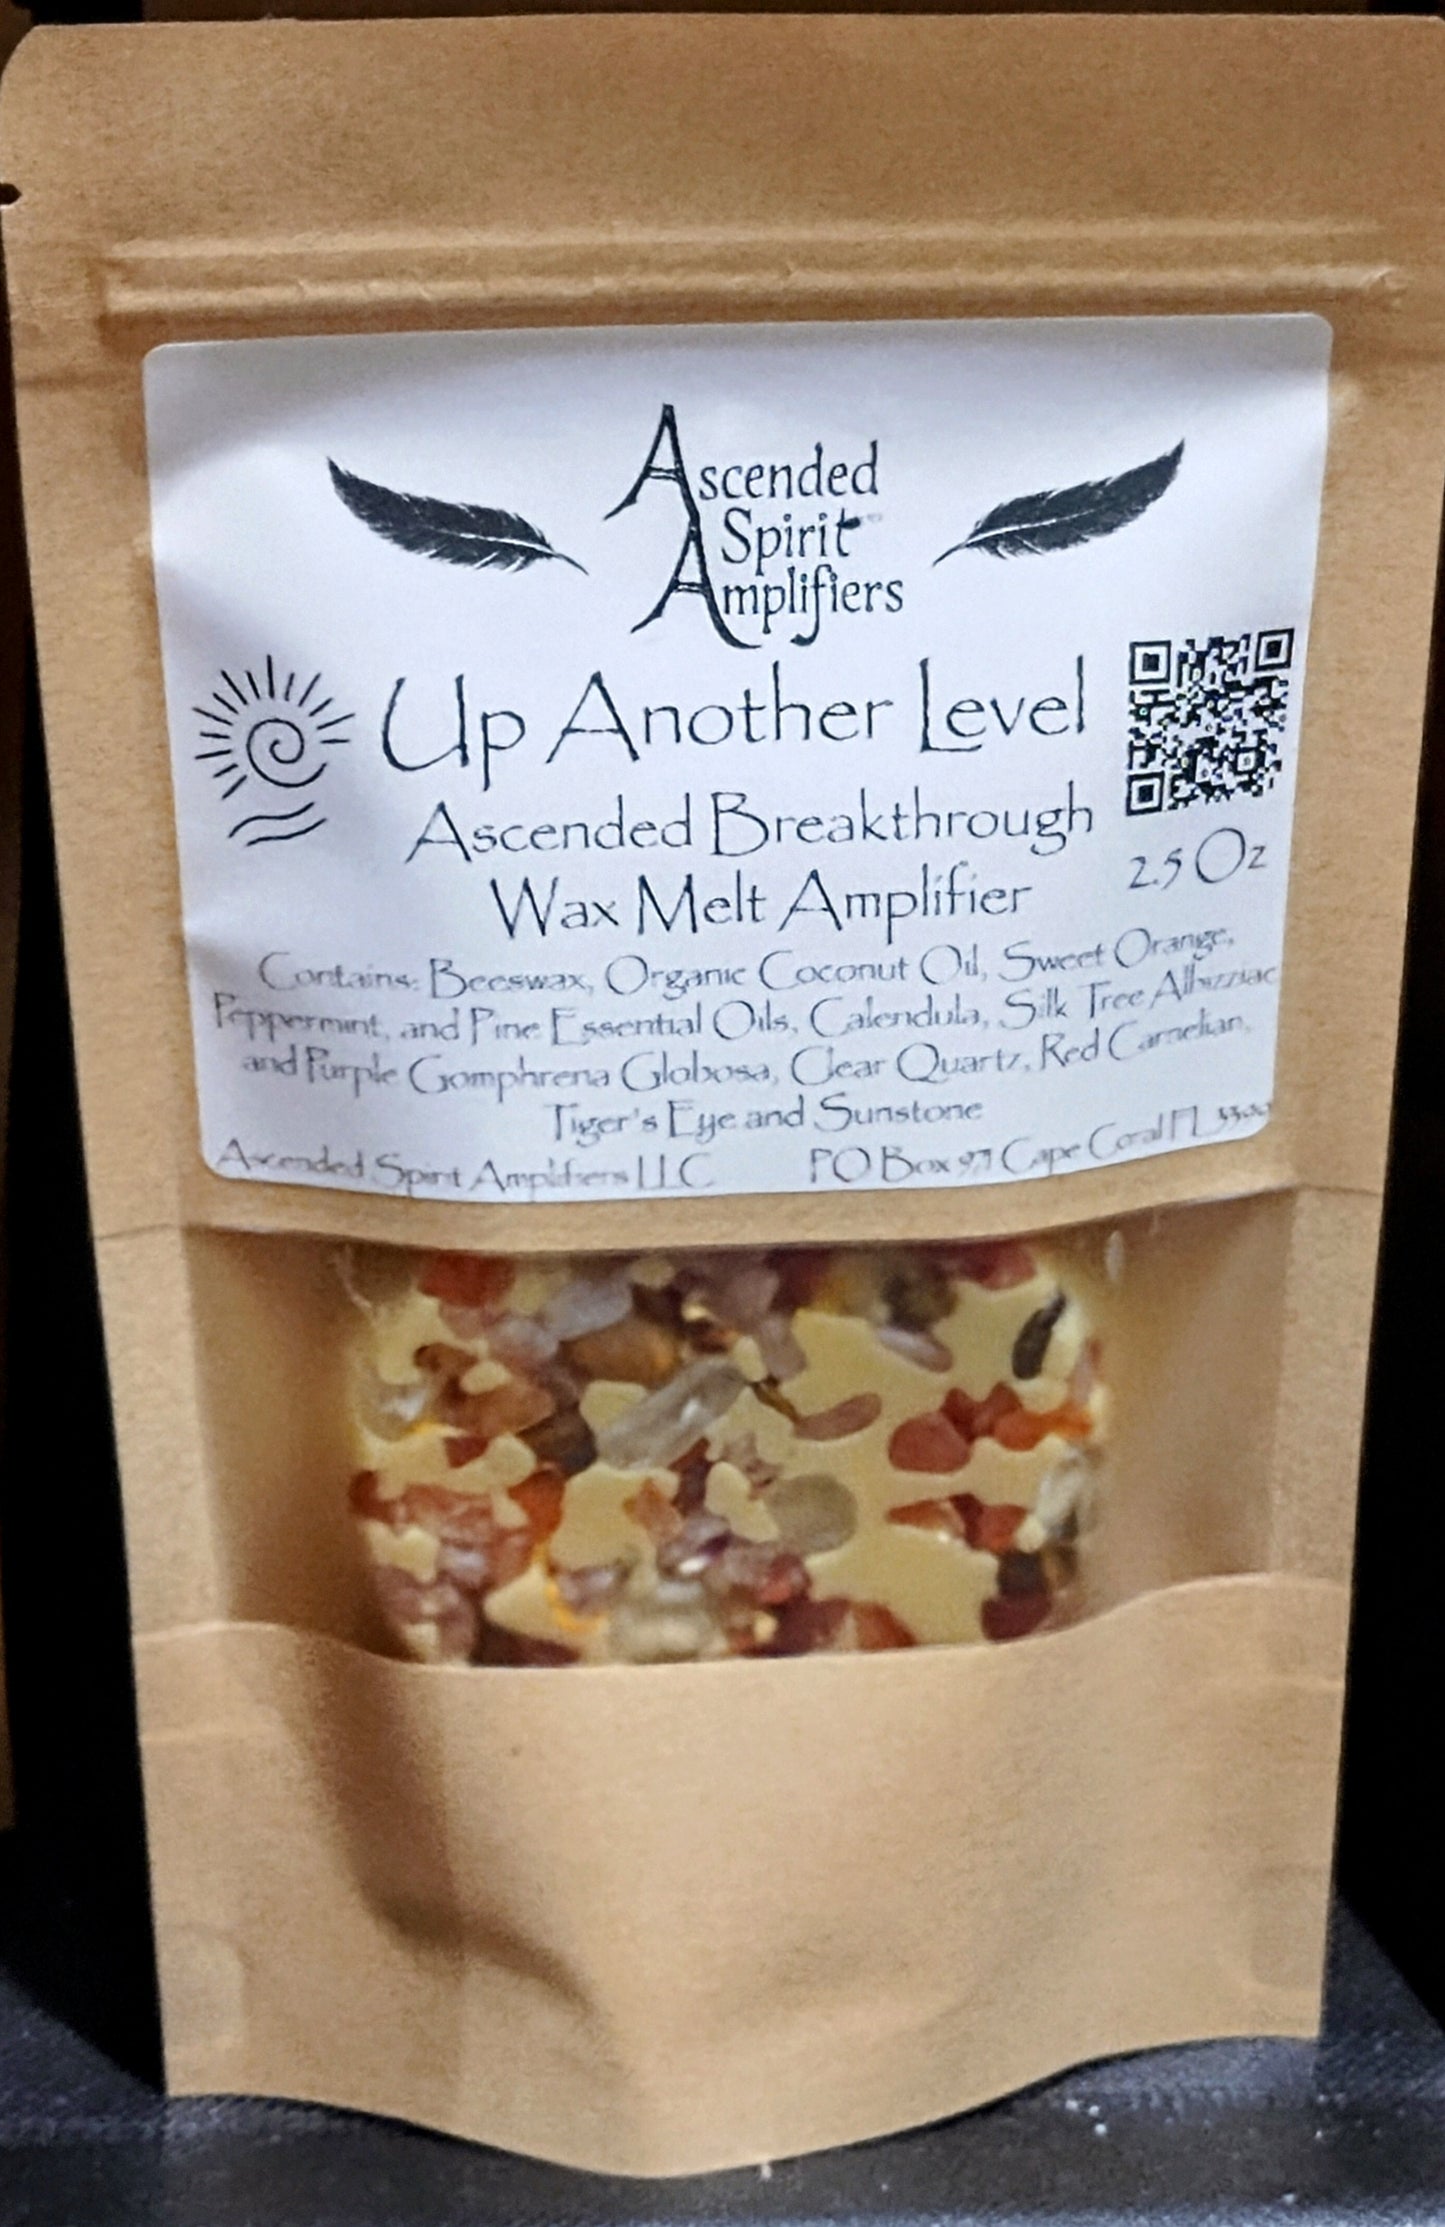 Ascended
Spirit
Amplifiers
Up Another Level
Ascended Breakthrough
Wax Melt Amplifier
2.5 Oz
Contains: Beeswax, Organic Coconut Oil, Sweet Orange,
Peppermint, and Pine Essential Oils, Calendula, Silk Tree Albizziae
and Purple Gomphrena Globosa, Clear Quartz, Red Carnelian,
Tiger's Eye and Sunstone
Ascended Spirit Amplifiers LLC
PO Box Cape Coral FL